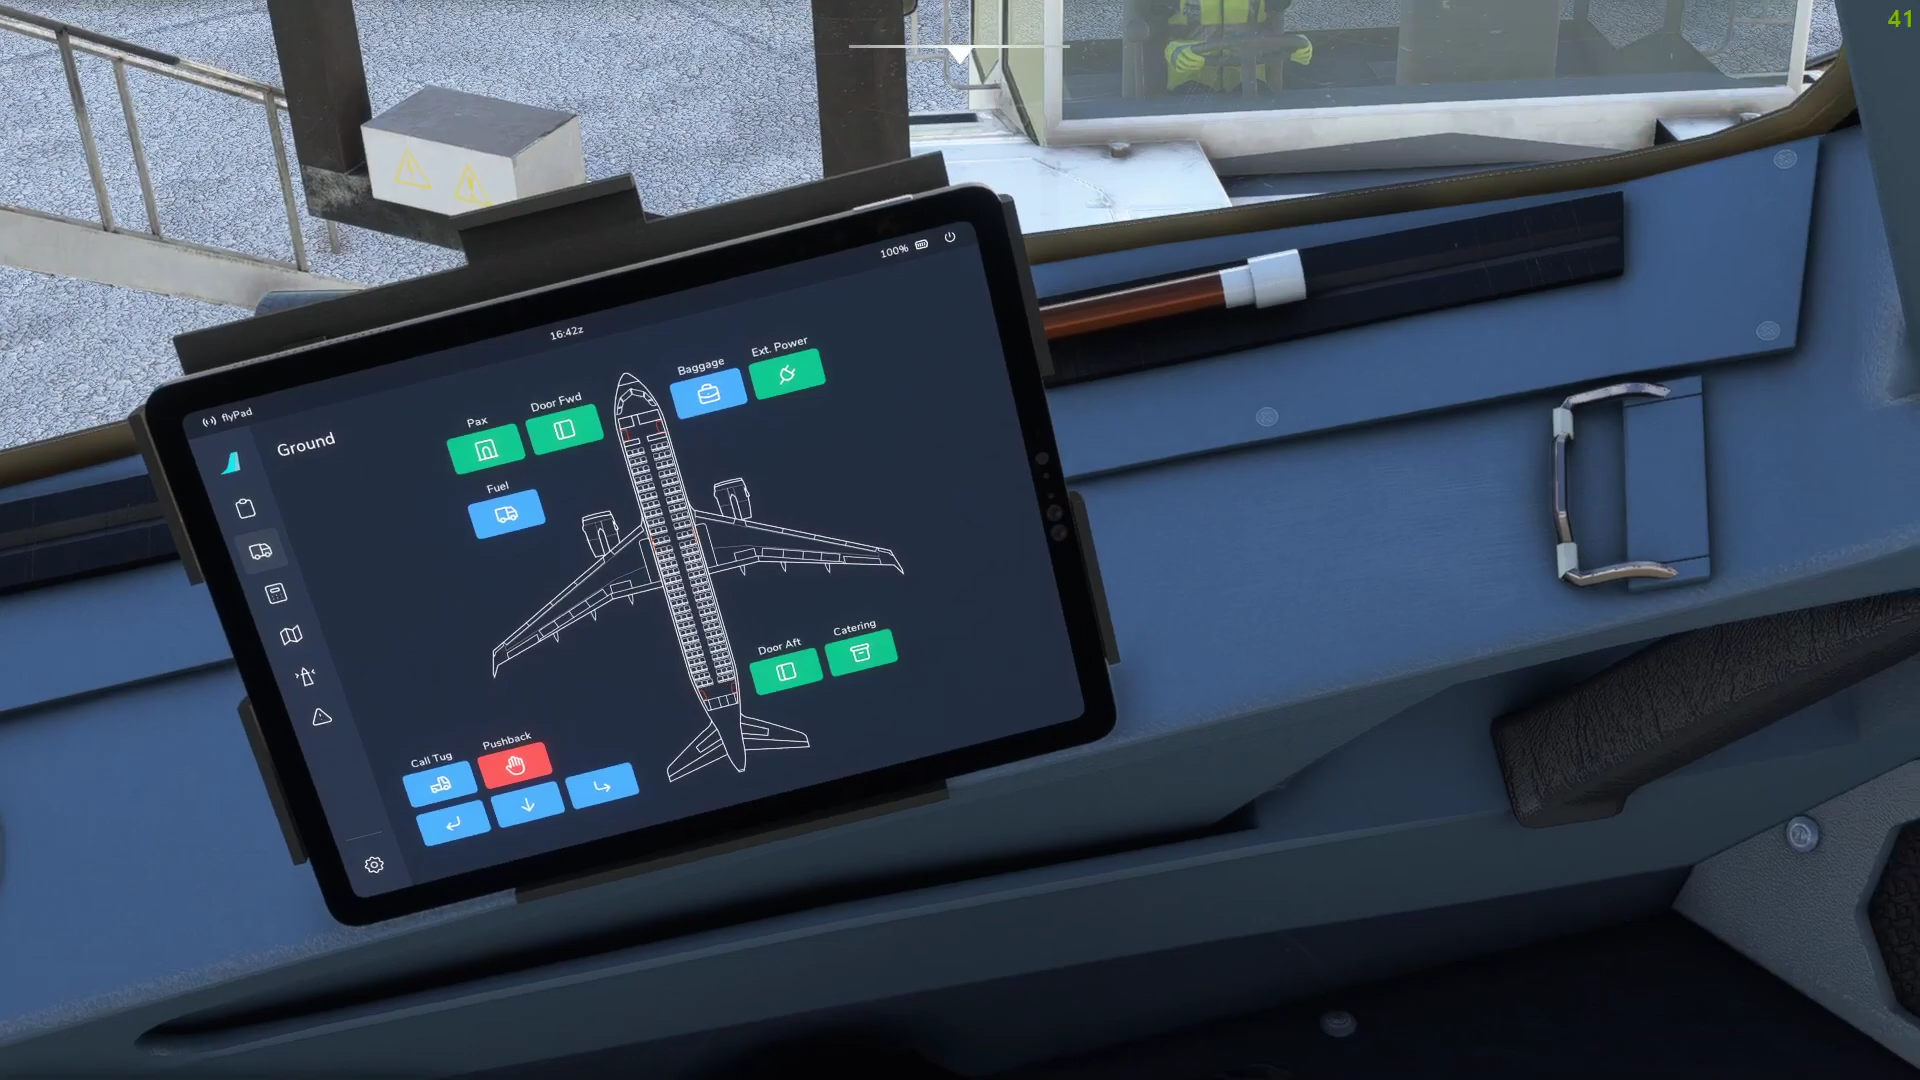 41
100%
16:42z
flyPad
Ground
Pax
Door Fwd
Baggage
Ext. Power
Fuel
Door Aft
Catering
Call Tug
Pushback